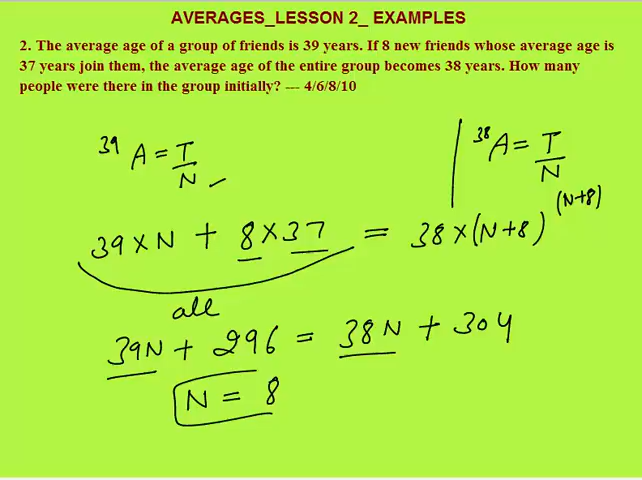 AVERAGES_LESSON 2_ EXAMPLES
2. The average age of a group of friends is 39 years. If 8 new friends whose average age is
37 years join them, the average age of the entire group becomes 38 years. How many
people were there in the group initially? --- 4/6/8/10
39 A = T/N ✓
38 A = T/N (N+8)
39 × N + 8 × 37 = 38 × (N+8)
all
39N + 296 = 38N + 304
N = 8